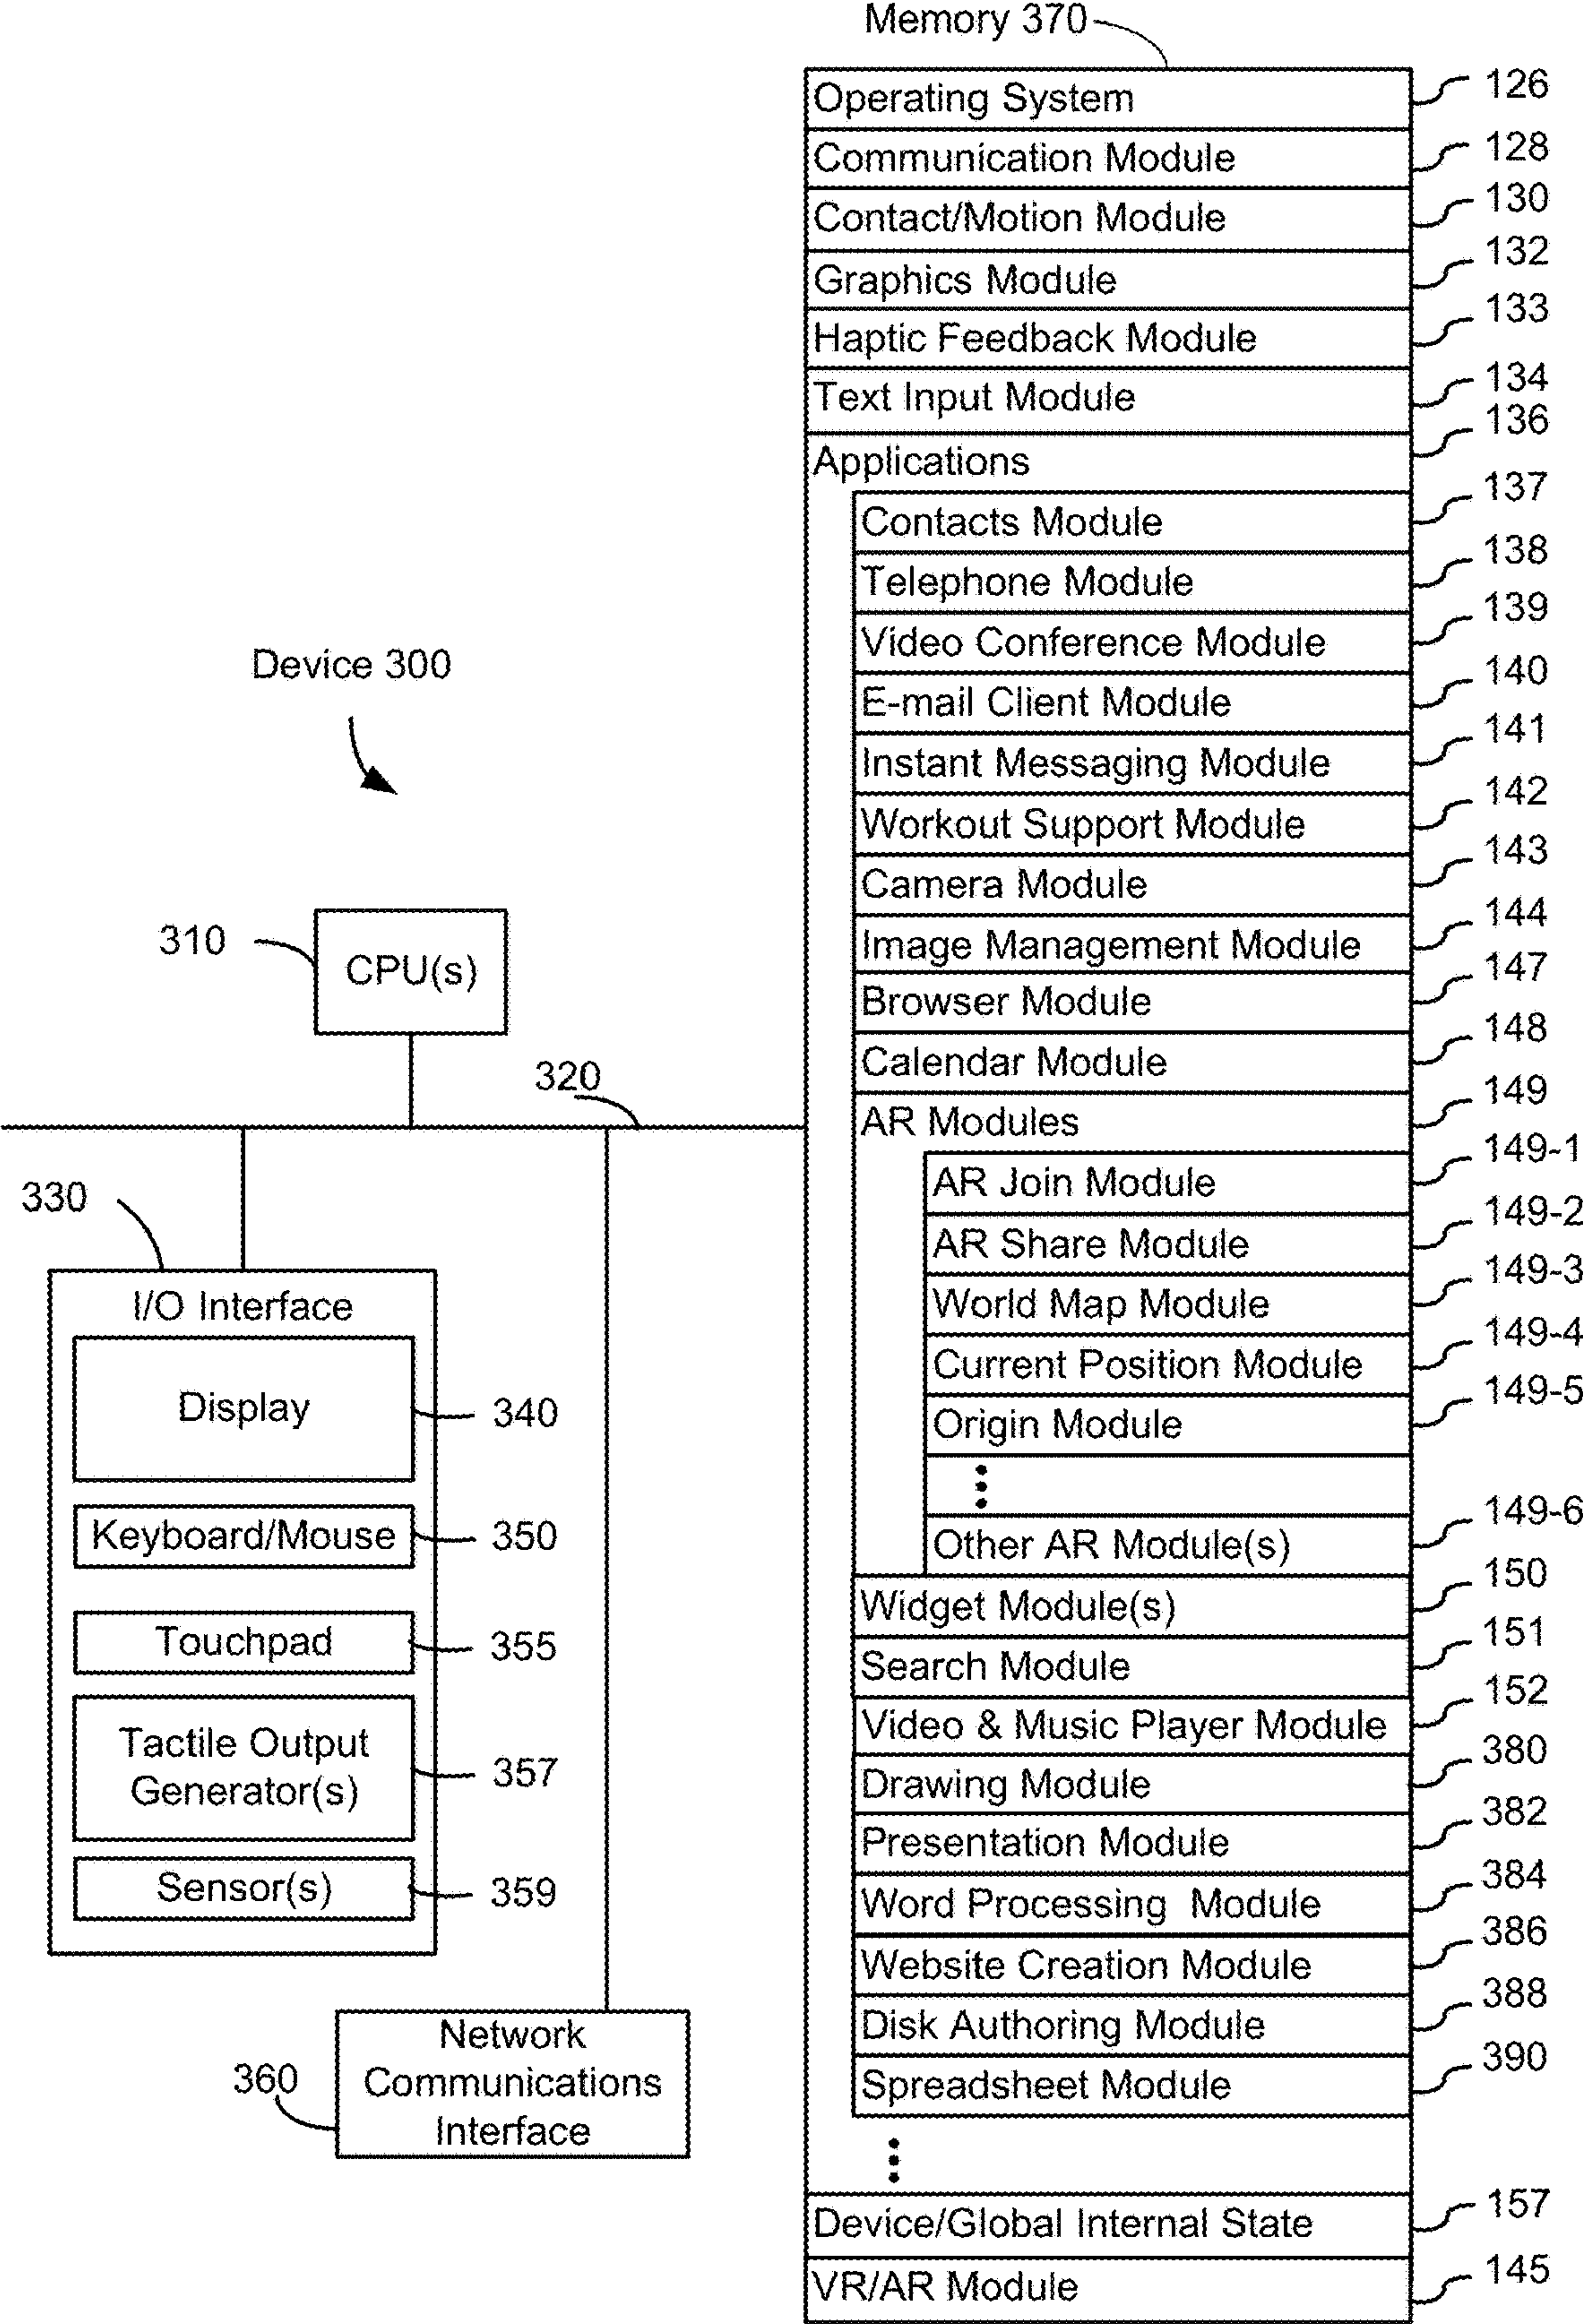 Memory 370
Operating System 126
Communication Module 128
Contact/Motion Module 130
Graphics Module 132
Haptic Feedback Module 133
Text Input Module 134
Applications 136
Contacts Module 137
Telephone Module 138
Video Conference Module 139
E-mail Client Module 140
Instant Messaging Module 141
Workout Support Module 142
Camera Module 143
Image Management Module 144
Browser Module 147
Calendar Module 148
AR Modules 149
AR Join Module 149-1
AR Share Module 149-2
World Map Module 149-3
Current Position Module 149-4
Origin Module 149-5
Other AR Module(s) 149-6
Widget Module(s) 150
Search Module 151
Video & Music Player Module 152
Drawing Module 380
Presentation Module 382
Word Processing Module 384
Website Creation Module 386
Disk Authoring Module 388
Spreadsheet Module 390
Device/Global Internal State 157
VR/AR Module 145
Device 300
310 CPU(s)
320
330
I/O Interface
Display 340
Keyboard/Mouse 350
Touchpad 355
Tactile Output
Generator(s) 357
Sensor(s) 359
Network
360 Communications
Interface